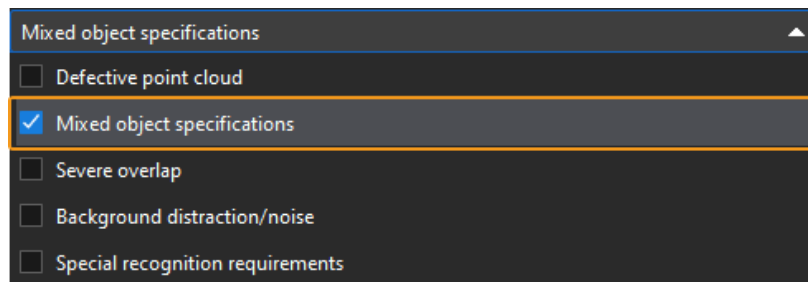 Mixed object specifications
Defective point cloud
Mixed object specifications
Severe overlap
Background distraction/noise
Special recognition requirements